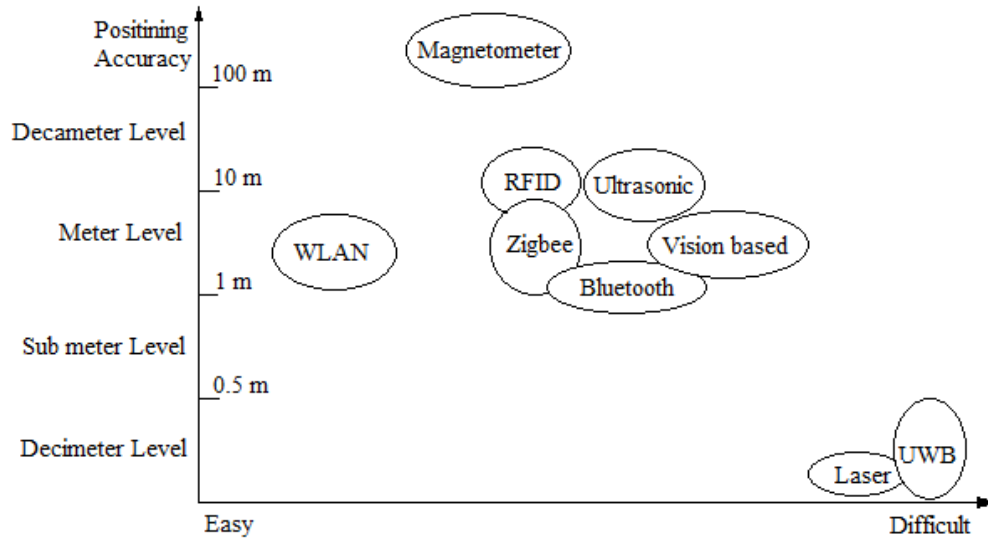 Positining
Accuracy
Magnetometer
100 m
Decameter Level
RFID
Ultrasonic
10 m
Meter Level
WLAN
Zigbee
Vision based
Bluetooth
1 m
Sub meter Level
0.5 m
Decimeter Level
UWB
Laser
Easy
Difficult